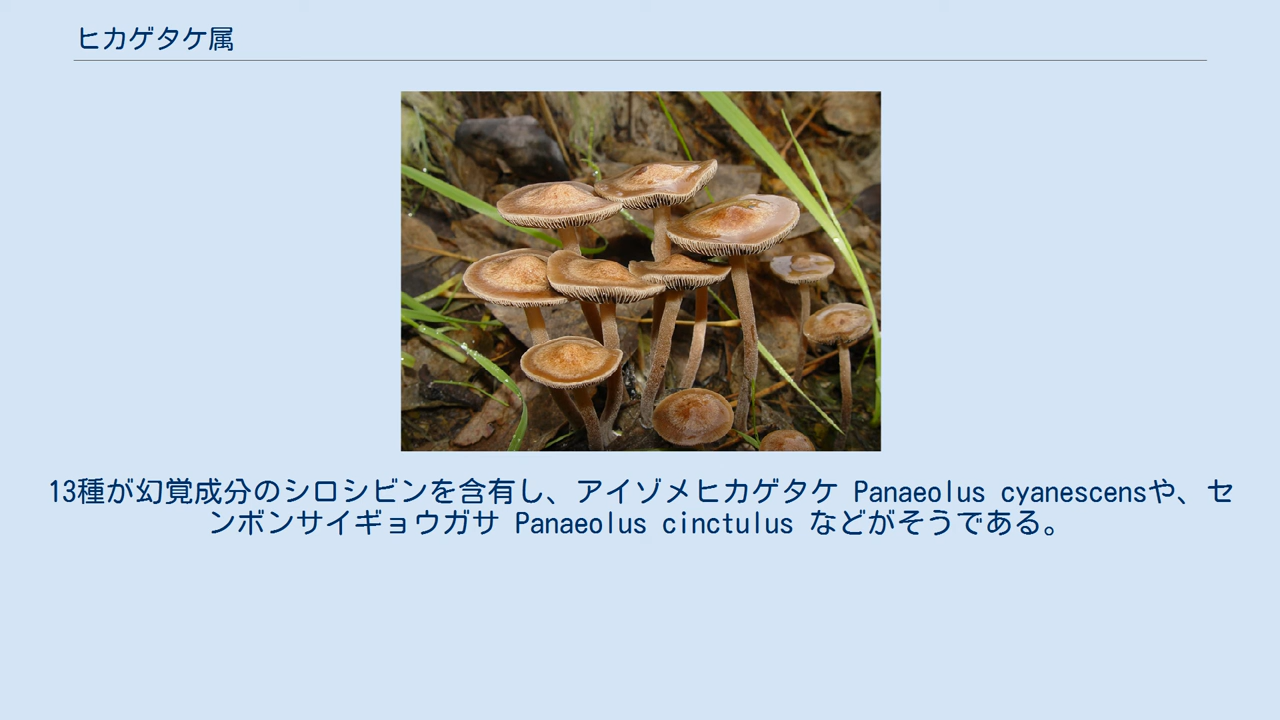 ヒカゲタケ属
13種が幻覚成分のシロシビンを含有し、アイゾメヒカゲタケ Panaeolus cyanescensや、セ
ンボンサイギョウガサ Panaeolus cinctulus などがそうである。